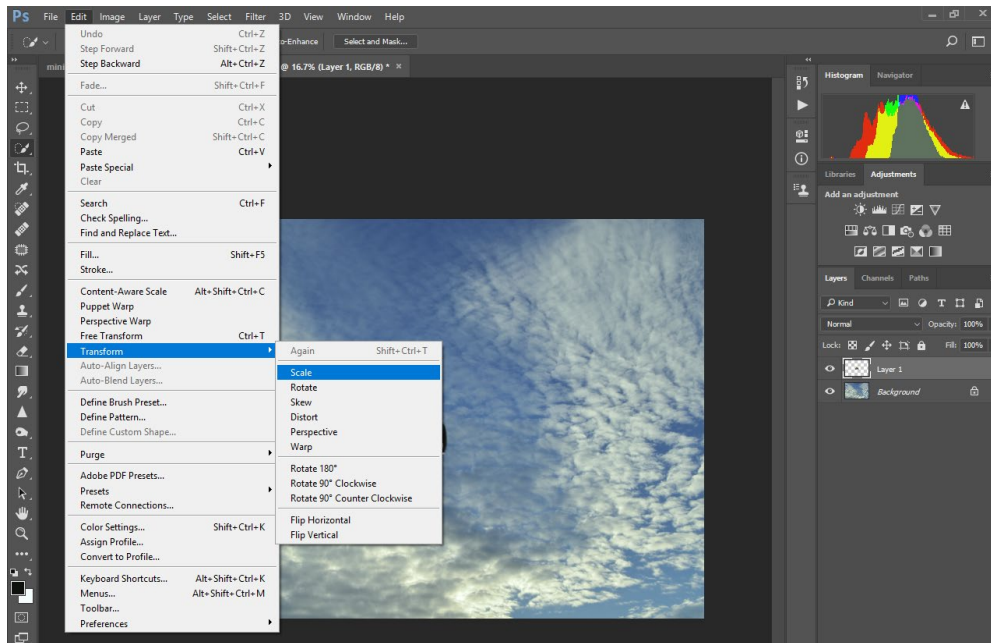 Ps File Edit Image Layer Type Select Filter 3D View Window Help
o-Enhance Select and Mask...
mini @ 16.7% (Layer 1, RGB/8) * ×
Undo Ctrl+Z
Step Forward Shift+Ctrl+Z
Step Backward Alt+Ctrl+Z
Fade... Shift+Ctrl+F
Cut Ctrl+X
Copy Ctrl+C
Copy Merged Shift+Ctrl+C
Paste Ctrl+V
Paste Special
Clear
Search Ctrl+F
Check Spelling...
Find and Replace Text...
Fill... Shift+F5
Stroke...
Content-Aware Scale Alt+Shift+Ctrl+C
Puppet Warp
Perspective Warp
Free Transform Ctrl+T
Transform
Auto-Align Layers...
Auto-Blend Layers...
Define Brush Preset...
Define Pattern...
Define Custom Shape...
Purge
Adobe PDF Presets...
Presets
Remote Connections...
Color Settings... Shift+Ctrl+K
Assign Profile...
Convert to Profile...
Keyboard Shortcuts... Alt+Shift+Ctrl+K
Menus... Alt+Shift+Ctrl+M
Toolbar...
Preferences
Again Shift+Ctrl+T
Scale
Rotate
Skew
Distort
Perspective
Warp
Rotate 180°
Rotate 90° Clockwise
Rotate 90° Counter Clockwise
Flip Horizontal
Flip Vertical
Histogram Navigator
Libraries Adjustments
Add an adjustment
Layers Channels Paths
Kind
Normal Opacity: 100%
Lock: Fill: 100%
Layer 1
Background